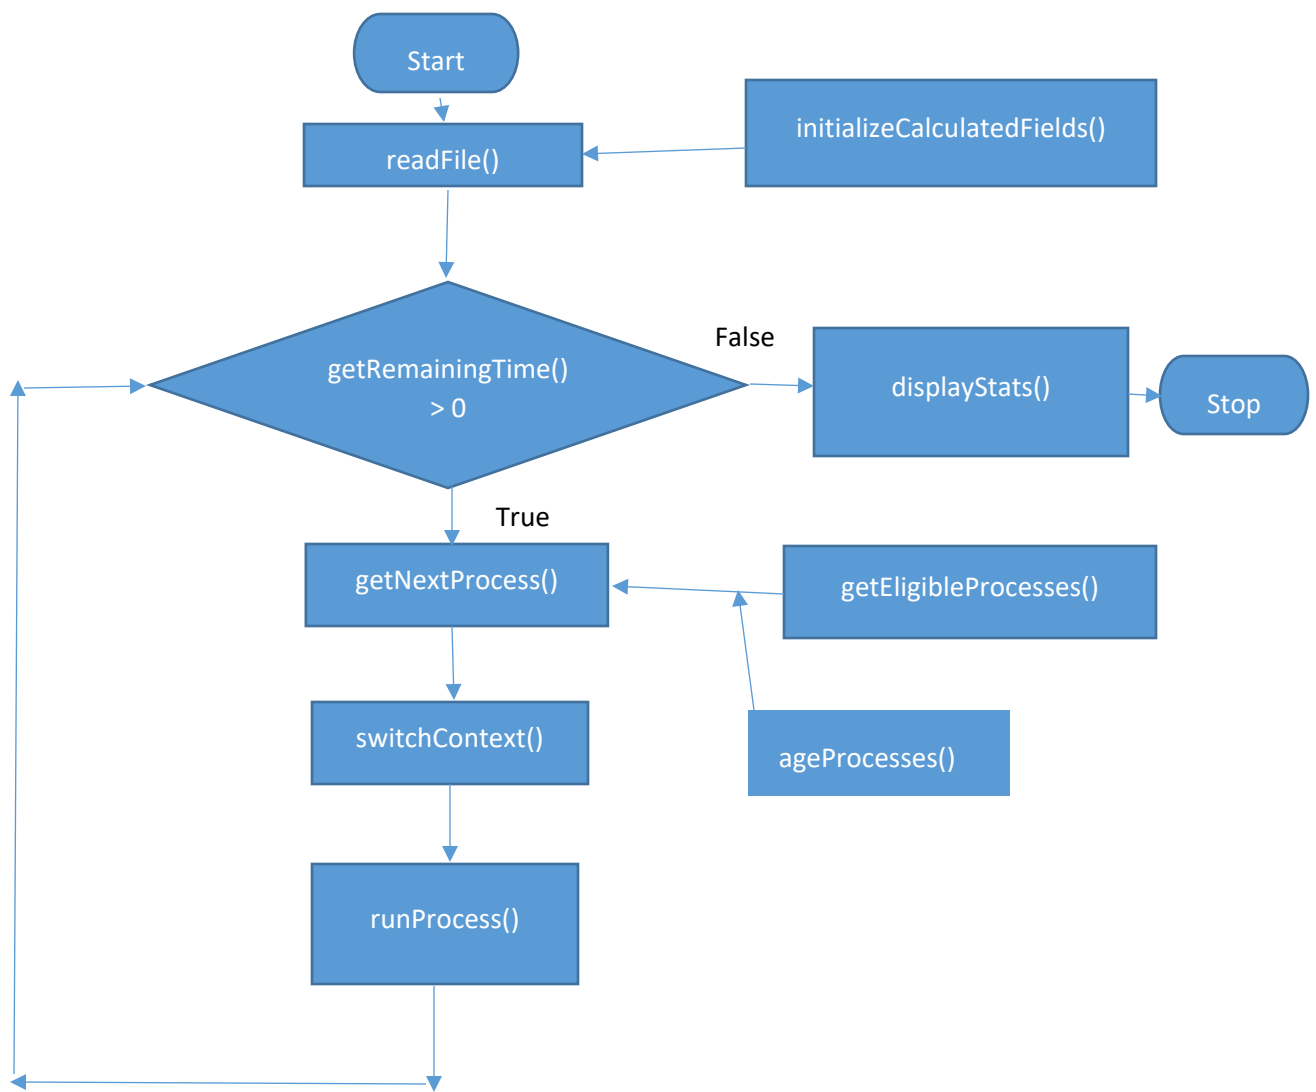 Start
initializeCalculatedFields()
readFile()
getRemainingTime()
> 0
False
displayStats()
Stop
True
getNextProcess()
getEligibleProcesses()
switchContext()
ageProcesses()
runProcess()